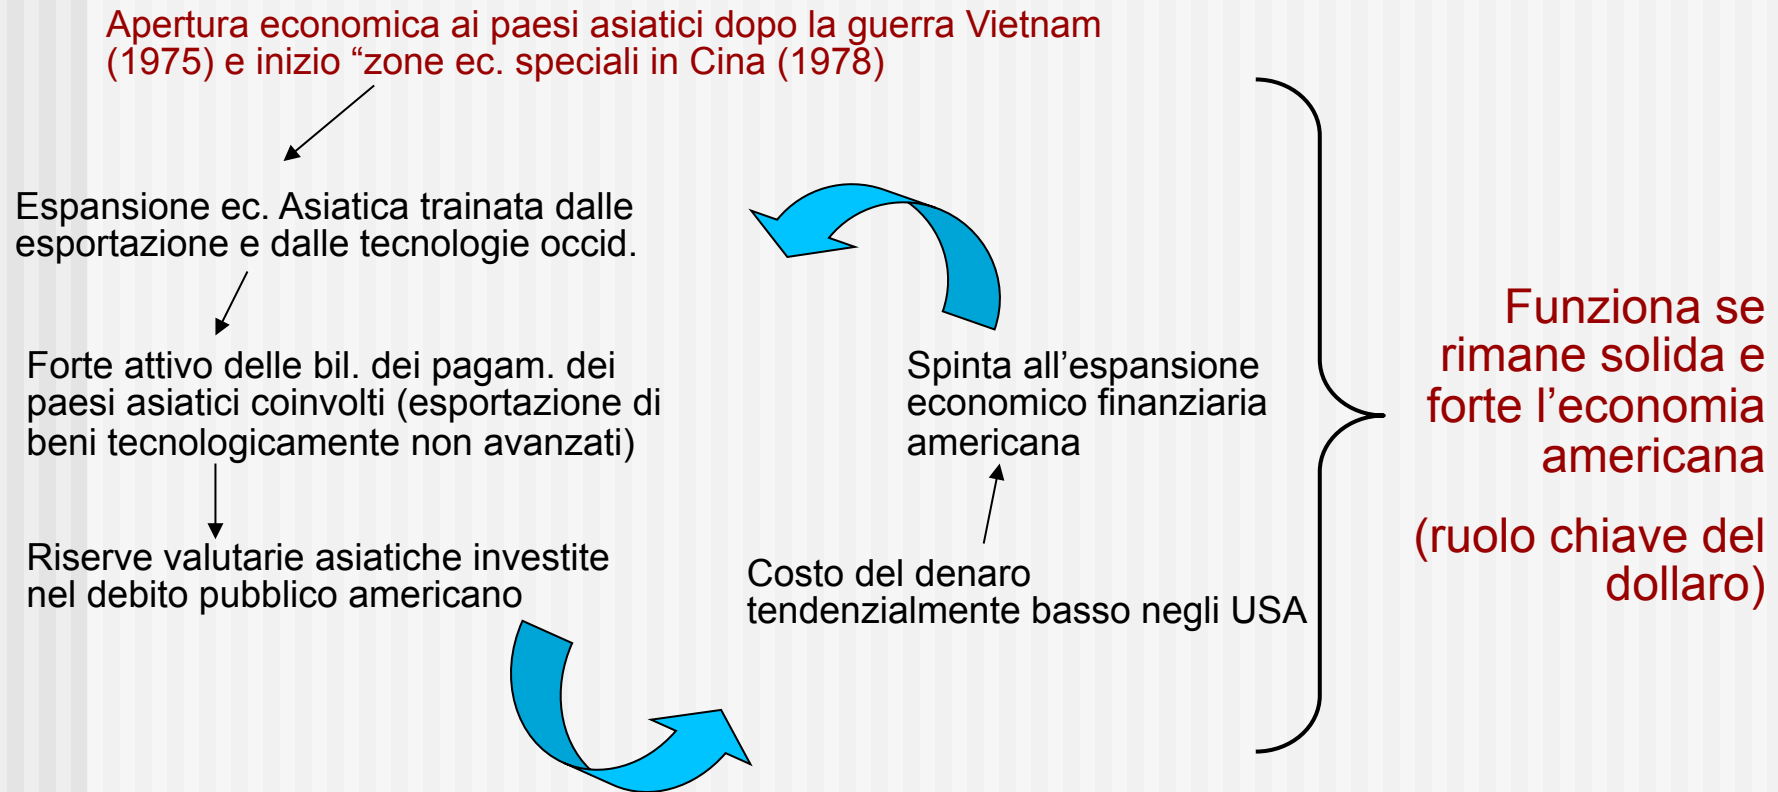 Apertura economica ai paesi asiatici dopo la guerra Vietnam
(1975) e inizio “zone ec. speciali in Cina (1978)
Espansione ec. Asiatica trainata dalle
esportazione e dalle tecnologie occid.
Forte attivo delle bil. dei pagam. dei
paesi asiatici coinvolti (esportazione di
beni tecnologicamente non avanzati)
Riserve valutarie asiatiche investite
nel debito pubblico americano
Costo del denaro
tendenzialmente basso negli USA
Spinta all’espansione
economico finanziaria
americana
Funziona se
rimane solida e
forte l’economia
americana
(ruolo chiave del
dollaro)